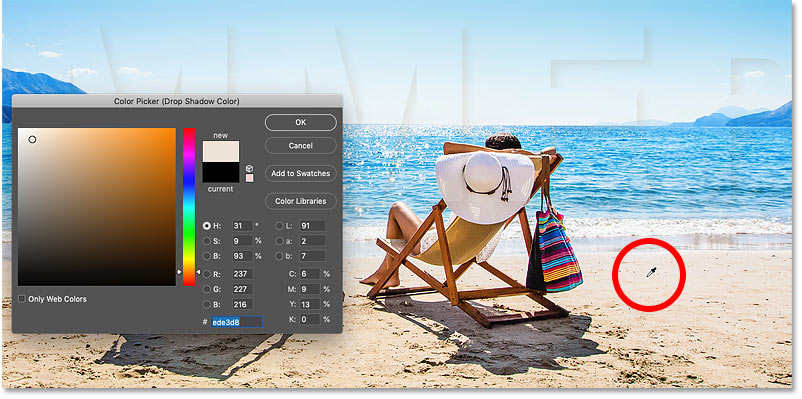 Color Picker (Drop Shadow Color)
new
current
OK
Cancel
Add to Swatches
Color Libraries
H: 31 °
S: 9 %
B: 93 %
R: 237
G: 227
B: 216
# ede3d8
L: 91
a: 2
b: 7
C: 6 %
M: 9 %
Y: 13 %
K: 0 %
Only Web Colors